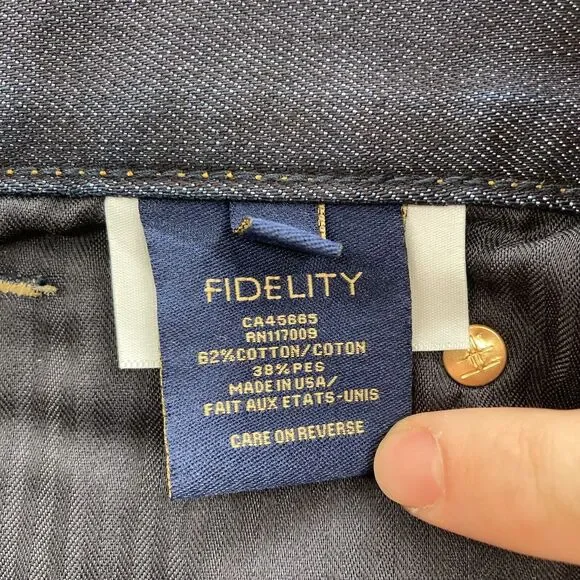 FIDELITY
CA45665
RN117009
62%COTTON/COTON
38%PES
MADE IN USA/
FAIT AUX ETATS-UNIS
CARE ON REVERSE